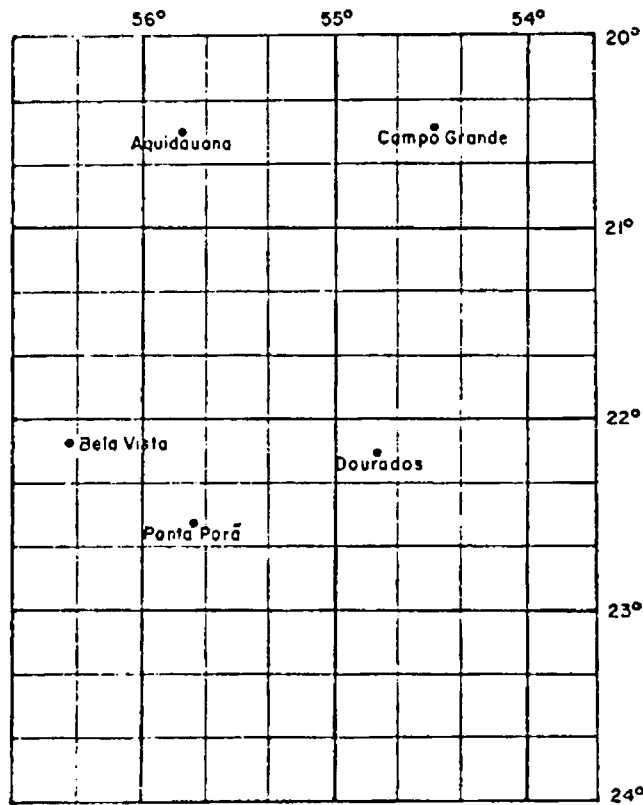 56° 55° 54°
20°
Aquidauana
Campo Grande
21°
22°
Bela Vista
Dourados
Ponta Porã
23°
24°